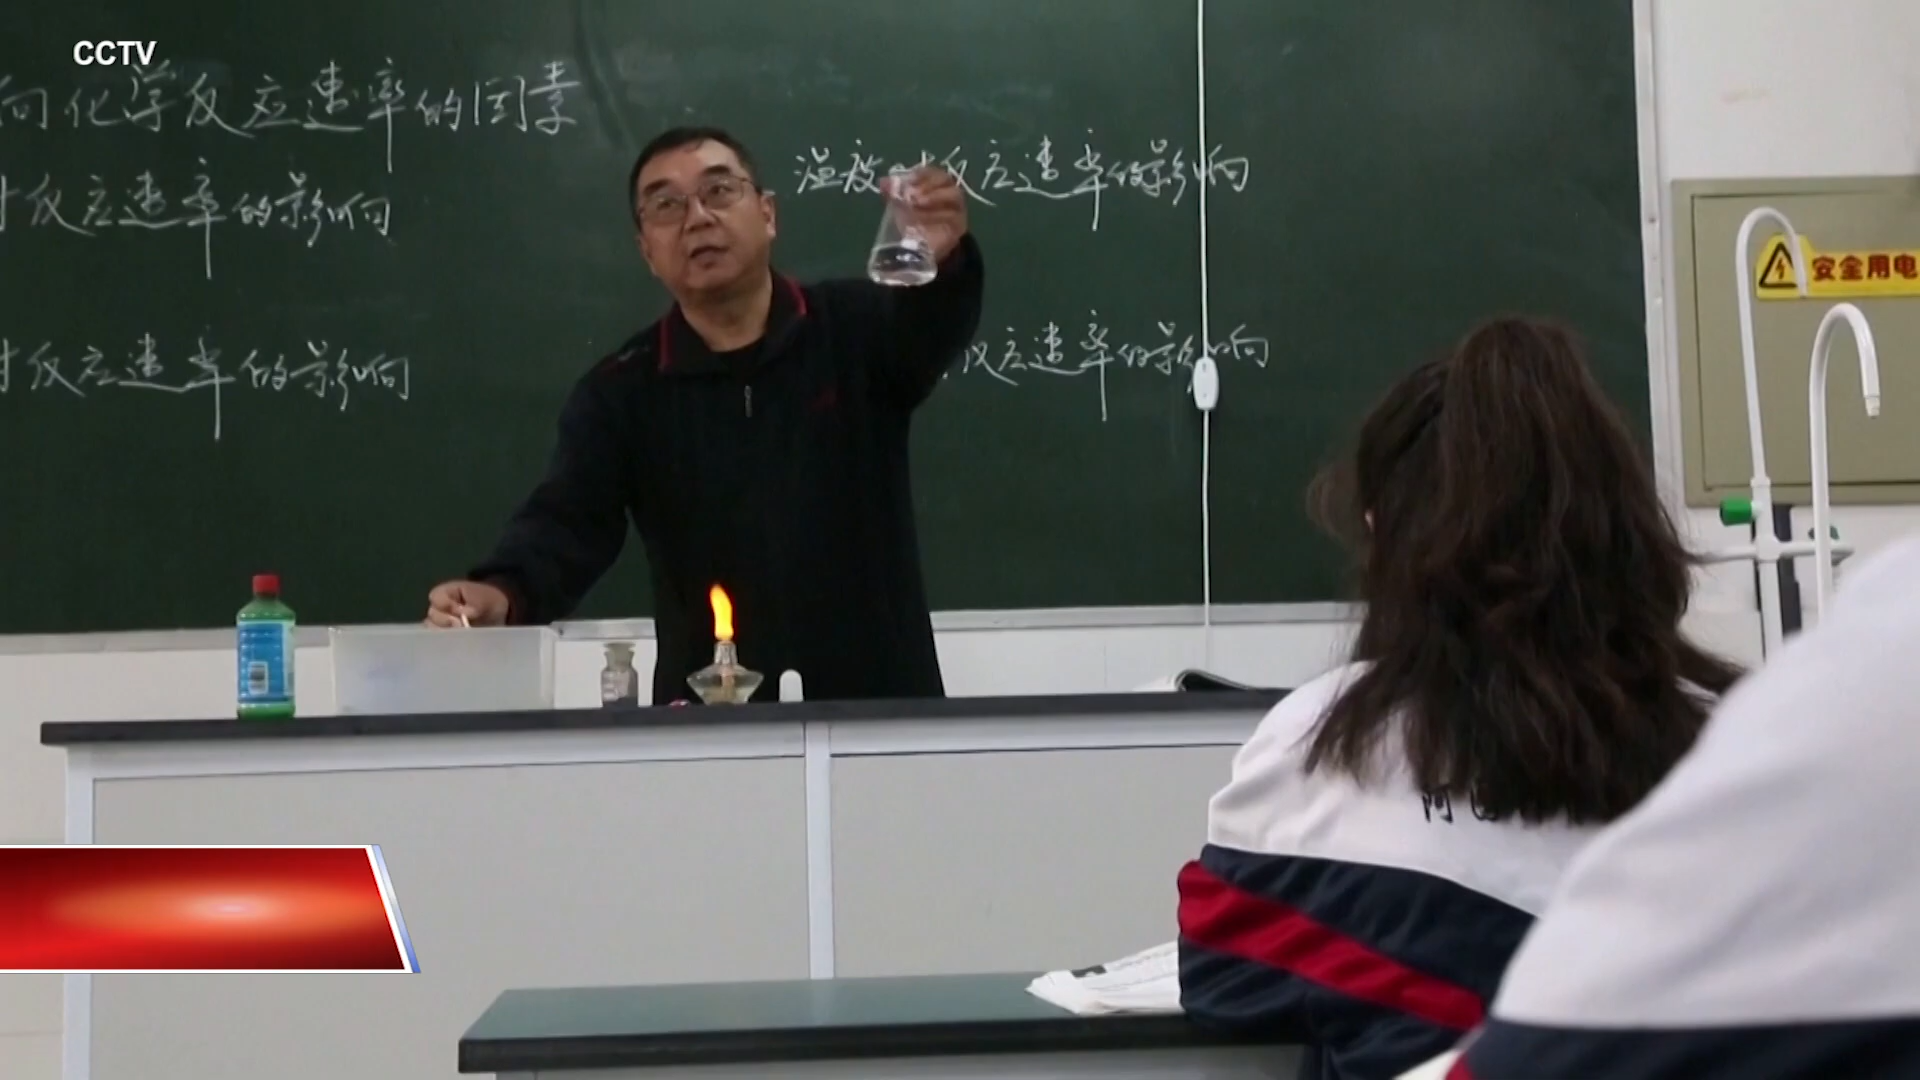 CCTV
向化学反应速率的因素
对反应速率的影响
温度对反应速率的影响
对反应速率的影响
反应速率的影响
安全用电
阿